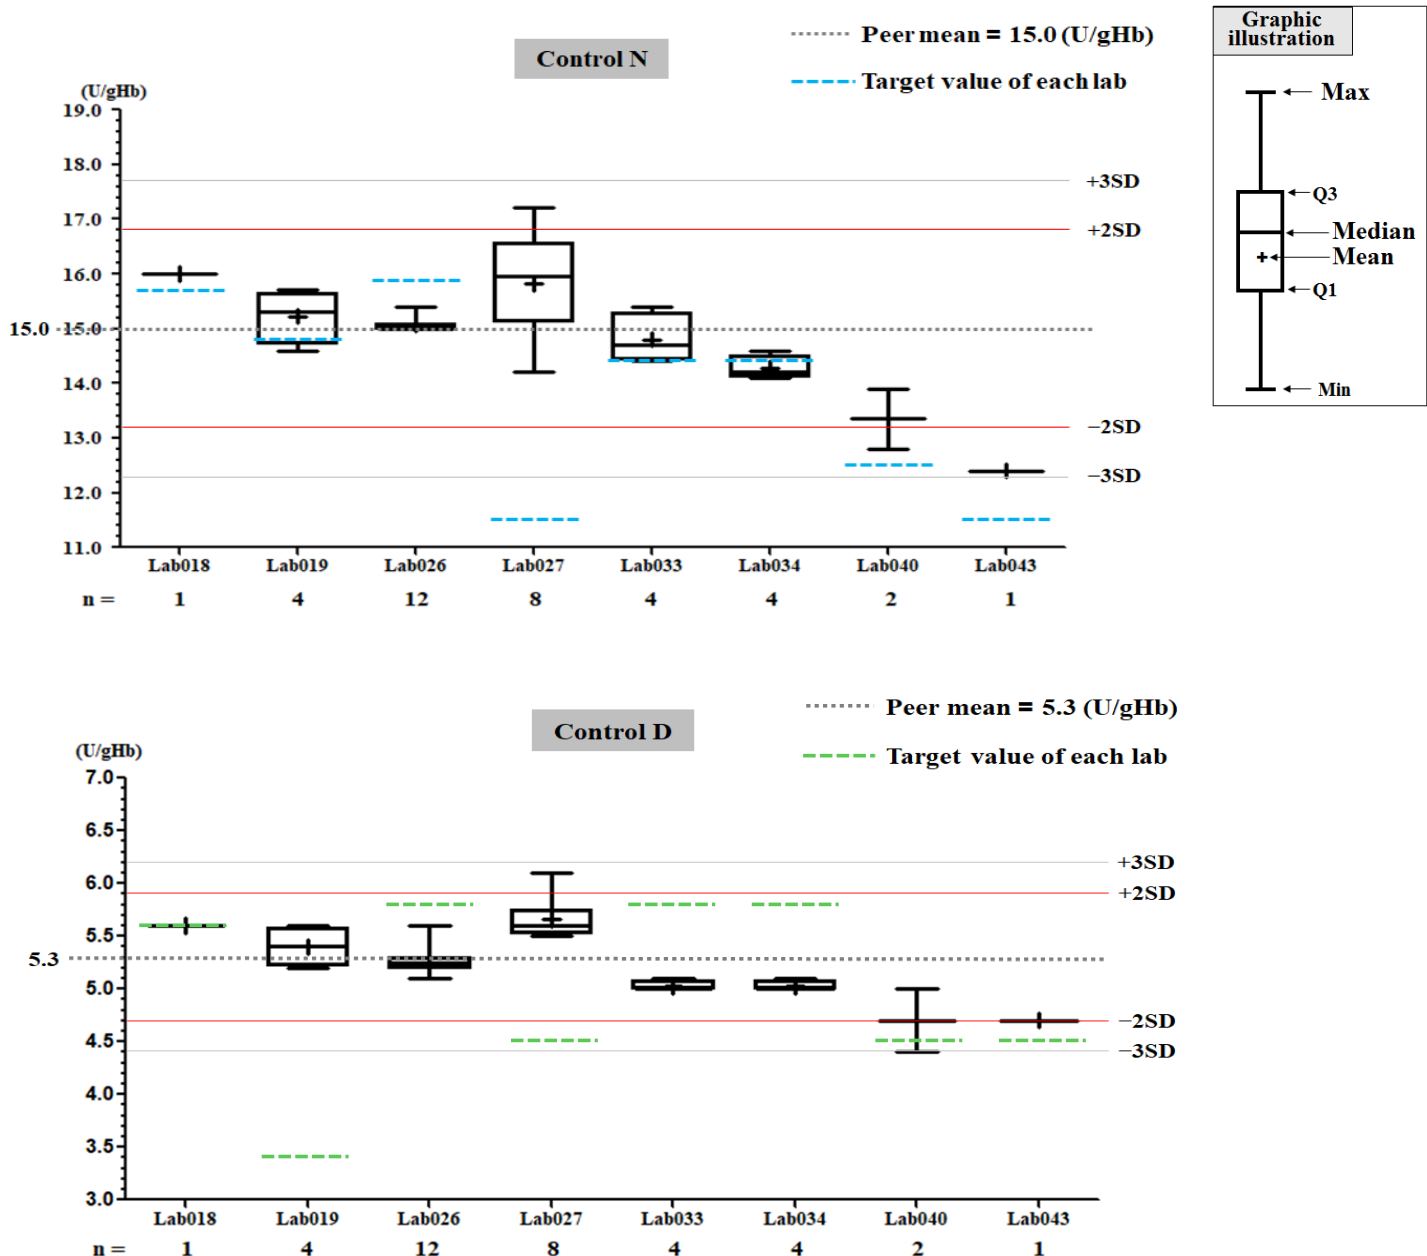 Control N
Peer mean = 15.0 (U/gHb)
Target value of each lab
(U/gHb)
19.0
18.0
17.0
16.0
15.0 15.0
14.0
13.0
12.0
11.0
+3SD
+2SD
−2SD
−3SD
Lab018 Lab019 Lab026 Lab027 Lab033 Lab034 Lab040 Lab043
n = 1 4 12 8 4 4 2 1
Graphic
illustration
Max
Q3
Median
Mean
Q1
Min
Control D
Peer mean = 5.3 (U/gHb)
Target value of each lab
(U/gHb)
7.0
6.5
6.0
5.5
5.3
5.0
4.5
4.0
3.5
3.0
+3SD
+2SD
−2SD
−3SD
Lab018 Lab019 Lab026 Lab027 Lab033 Lab034 Lab040 Lab043
n = 1 4 12 8 4 4 2 1